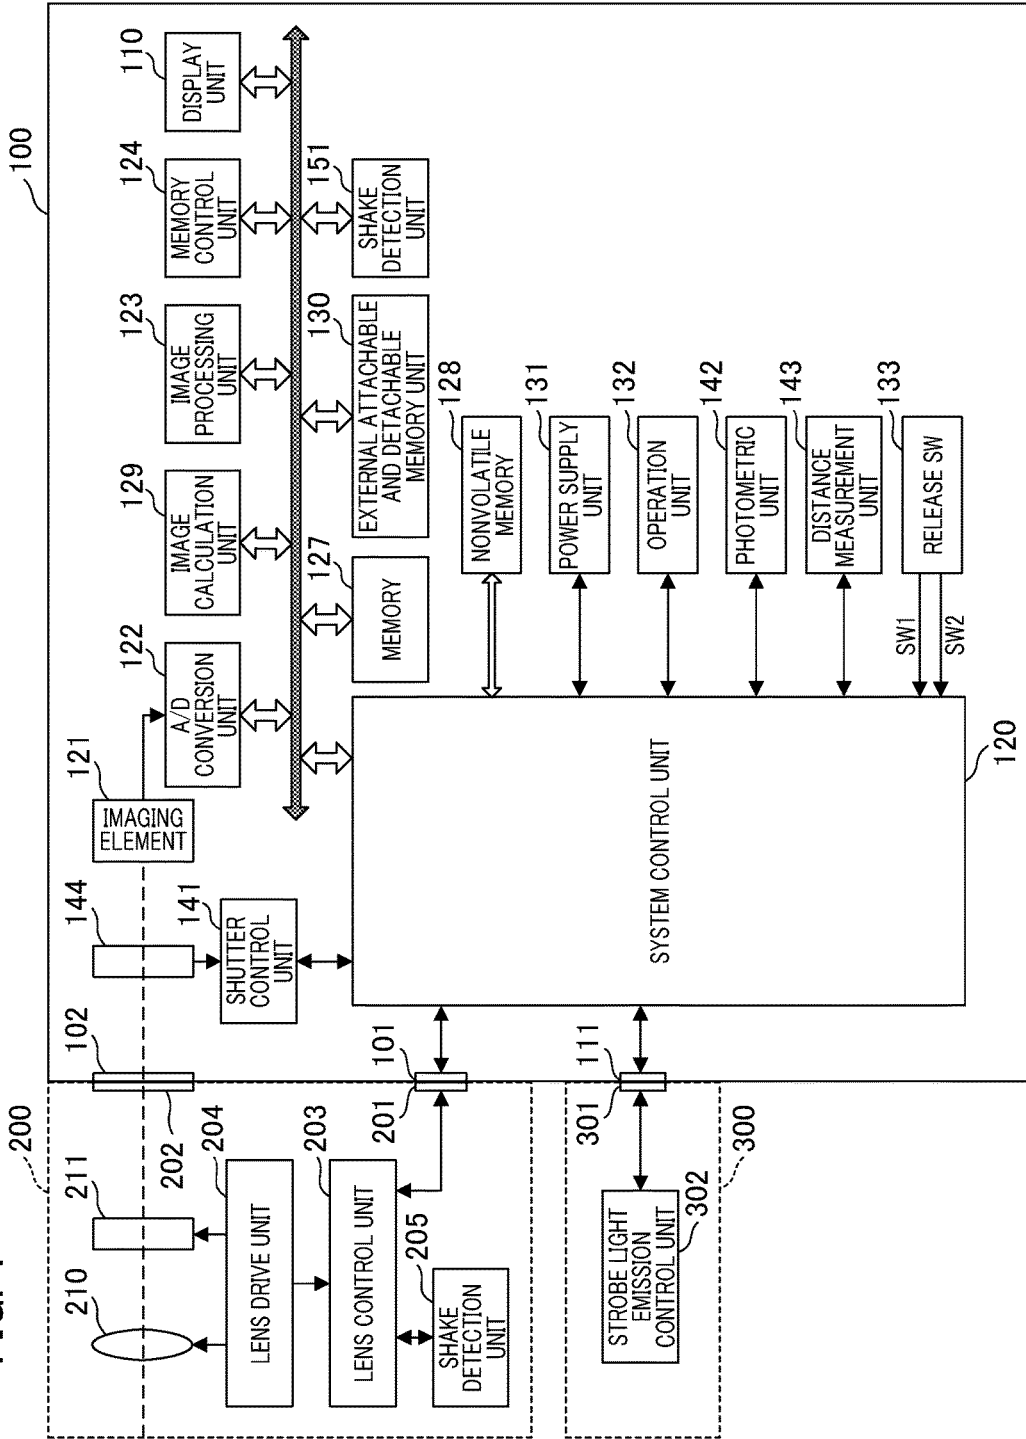 100
200
210
211
202
102
144
121
IMAGING
ELEMENT
122
A/D
CONVERSION
UNIT
129
IMAGE
CALCULATION
UNIT
123
IMAGE
PROCESSING
UNIT
124
MEMORY
CONTROL
UNIT
110
DISPLAY
UNIT
204
LENS DRIVE UNIT
203
LENS CONTROL UNIT
205
SHAKE
DETECTION
UNIT
201
101
141
SHUTTER
CONTROL
UNIT
127
MEMORY
130
EXTERNAL ATTACHABLE
AND DETACHABLE
MEMORY UNIT
151
SHAKE
DETECTION
UNIT
SYSTEM CONTROL UNIT
120
128
NONVOLATILE
MEMORY
131
POWER SUPPLY
UNIT
132
OPERATION
UNIT
142
PHOTOMETRIC
UNIT
143
DISTANCE
MEASUREMENT
UNIT
133
RELEASE SW
SW1
SW2
301
111
300
302
STROBE LIGHT
EMISSION
CONTROL UNIT